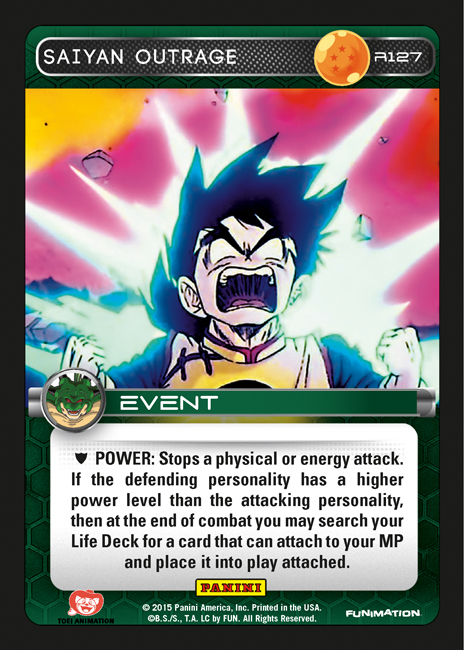 SAIYAN OUTRAGE R127
EVENT
POWER: Stops a physical or energy attack.
If the defending personality has a higher
power level than the attacking personality,
then at the end of combat you may search your
Life Deck for a card that can attach to your MP
and place it into play attached.
PANINI
© 2015 Panini America, Inc. Printed in the USA.
©B.S./S., T.A. LC by FUN. All Rights Reserved.
TOEI ANIMATION
FUNIMATION